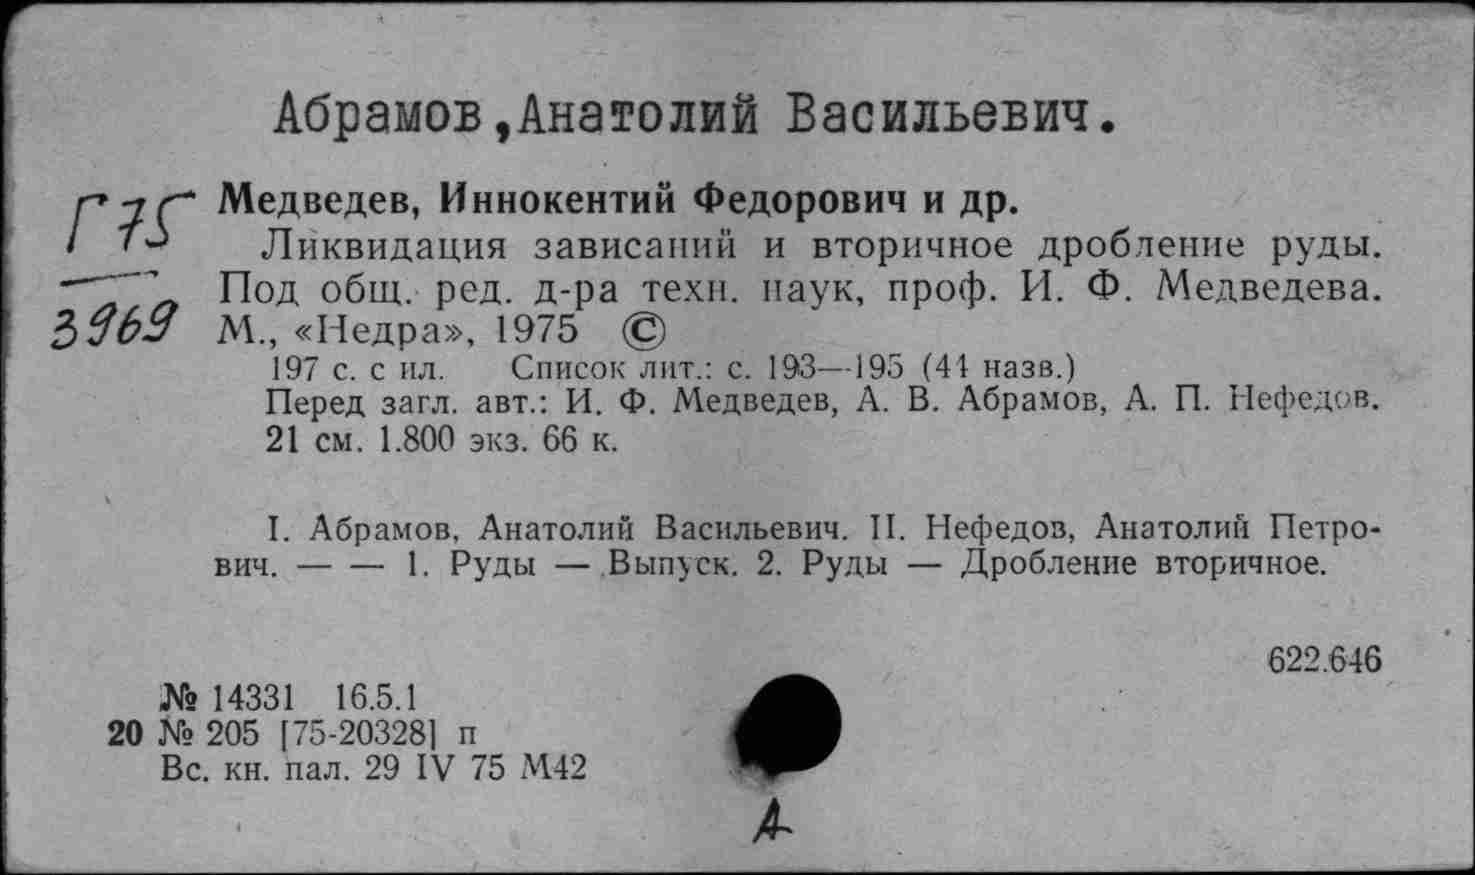 Абрамов, Анатолий Васильевич.
Г75
3969
Медведев, Иннокентий Федорович и др.
Ликвидация зависаний и вторичное дробление руды.
Под общ. ред. д-ра техн. наук, проф. И. Ф. Медведева.
М., «Недра», 1975 ©
197 с. с ил. Список лит.: с. 193—195 (44 назв.)
Перед загл. авт.: И. Ф. Медведев, А. В. Абрамов, А. П. Нефедов.
21 см. 1.800 экз. 66 к.
I. Абрамов, Анатолий Васильевич. II. Нефедов, Анатолий Петро-
вич. — — 1. Руды — Выпуск. 2. Руды — Дробление вторичное.
622.646
№ 14331 16.5.1
20 № 205 [75-20328] п
Вс. кн. пал. 29 IV 75 М42